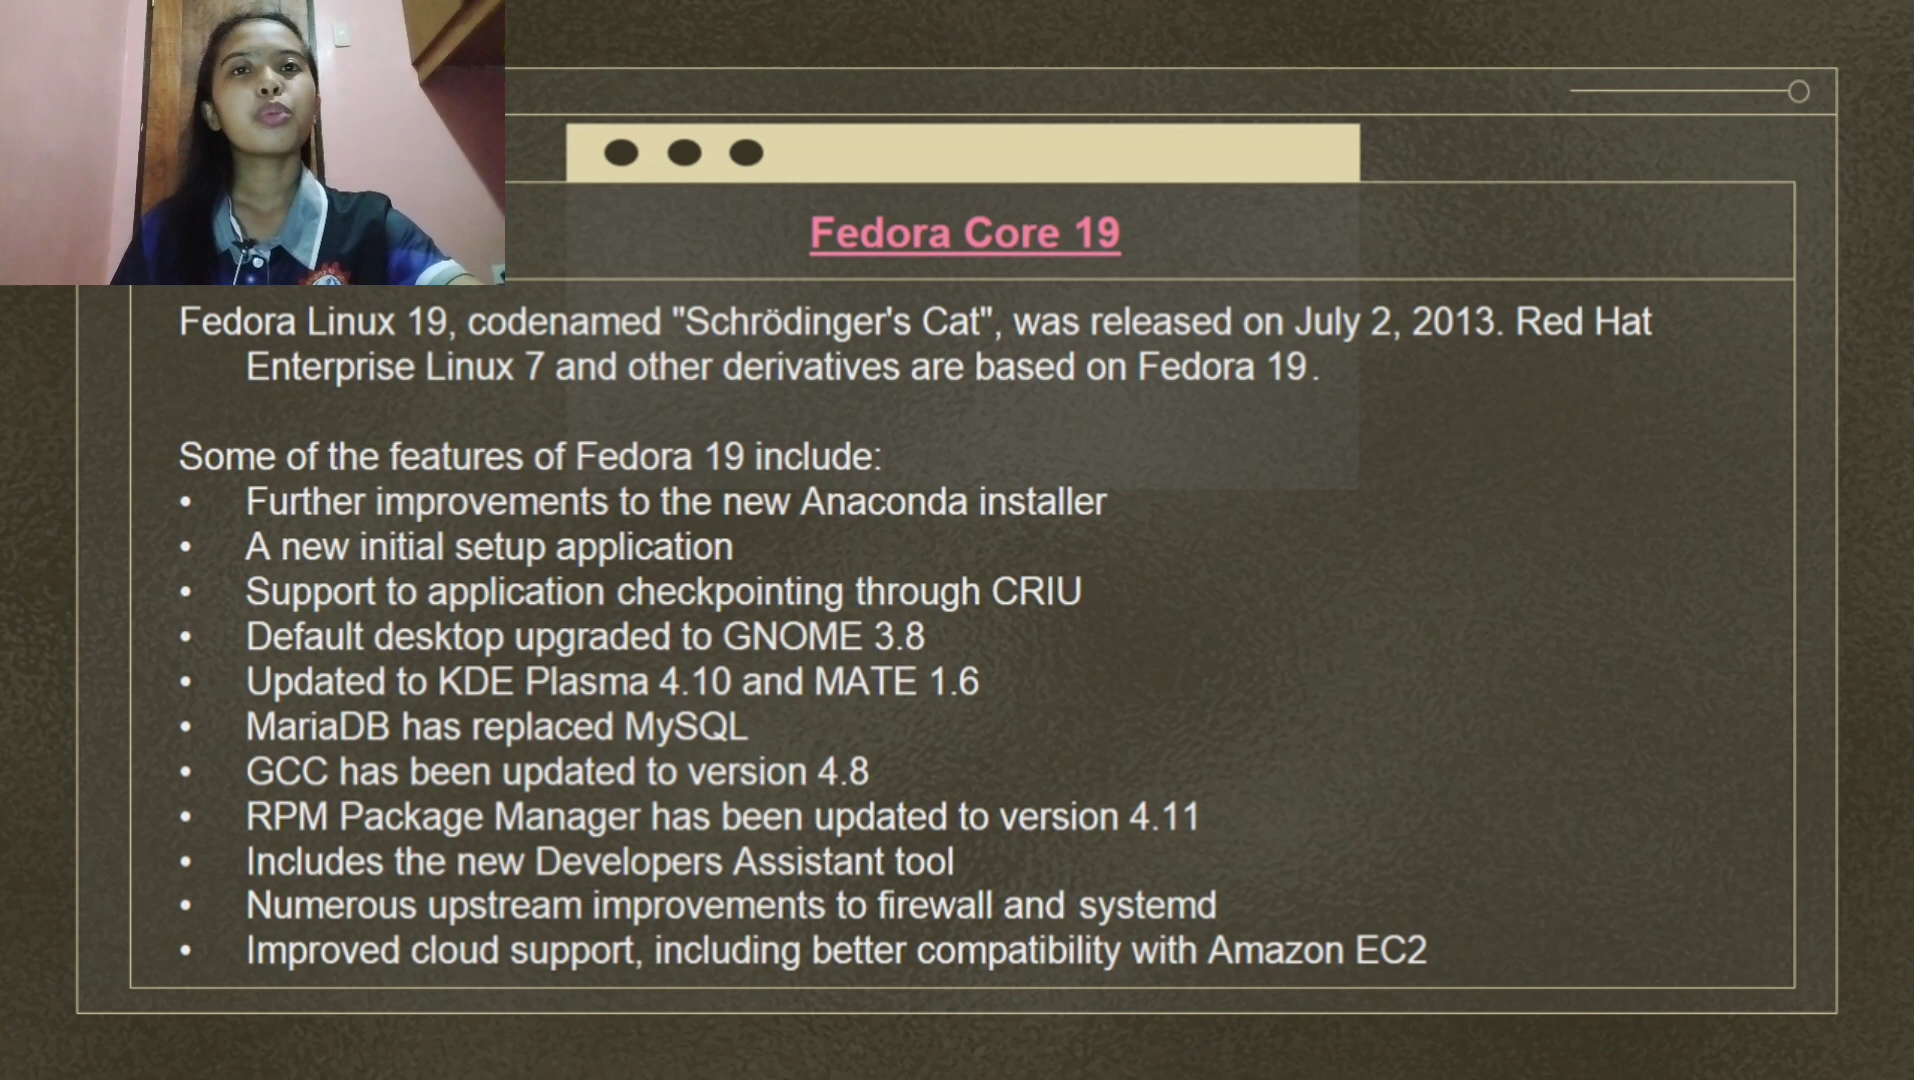 Fedora Core 19
Fedora Linux 19, codenamed "Schrödinger's Cat", was released on July 2, 2013. Red Hat
Enterprise Linux 7 and other derivatives are based on Fedora 19.
Some of the features of Fedora 19 include:
• Further improvements to the new Anaconda installer
• A new initial setup application
• Support to application checkpointing through CRIU
• Default desktop upgraded to GNOME 3.8
• Updated to KDE Plasma 4.10 and MATE 1.6
• MariaDB has replaced MySQL
• GCC has been updated to version 4.8
• RPM Package Manager has been updated to version 4.11
• Includes the new Developers Assistant tool
• Numerous upstream improvements to firewall and systemd
• Improved cloud support, including better compatibility with Amazon EC2